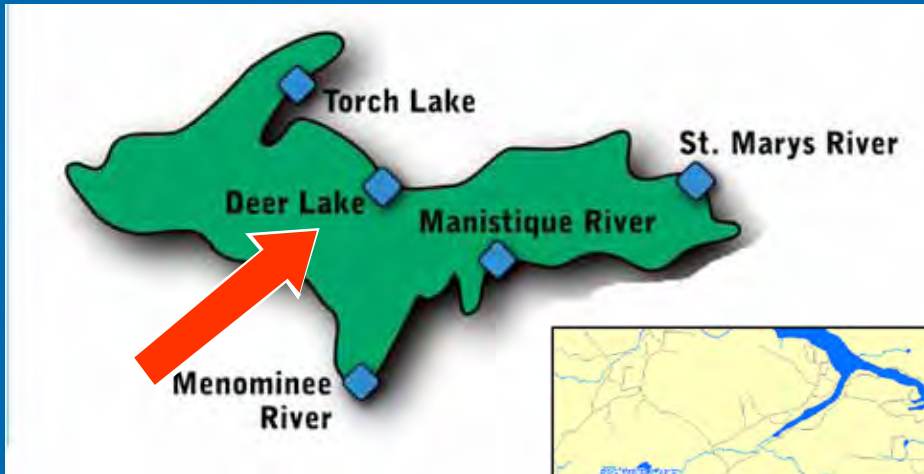 Torch Lake
St. Marys River
Deer Lake
Manistique River
Menominee
River